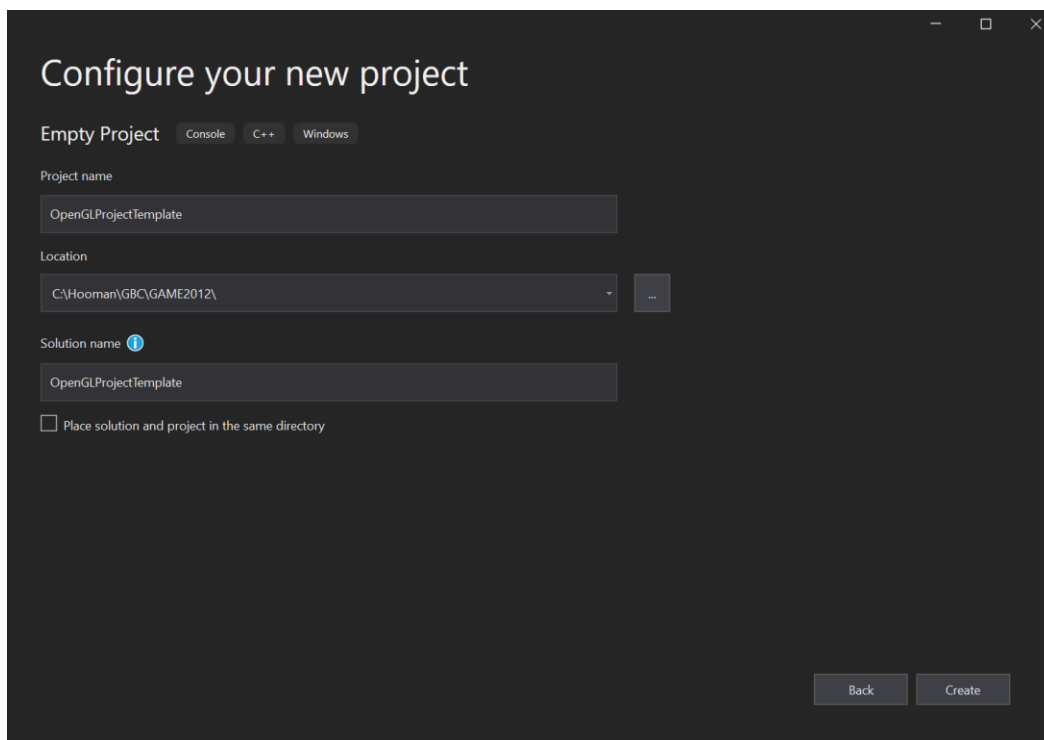 Configure your new project
Empty Project Console C++ Windows
Project name
OpenGLProjectTemplate
Location
C:\Hooman\GBC\GAME2012\
...
Solution name
OpenGLProjectTemplate
Place solution and project in the same directory
Back Create